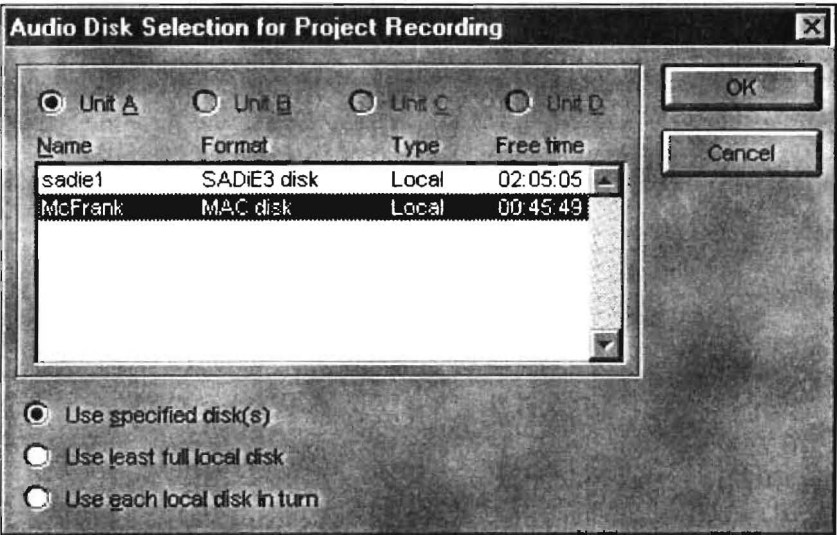 Audio Disk Selection for Project Recording
Unit A Unit B Unit C Unit D
OK
Name Format Type Free time
Cancel
sadie1 SADiE3 disk Local 02:05:05
McFrank MAC disk Local 00:45:49
Use specified disk(s)
Use least full local disk
Use each local disk in turn